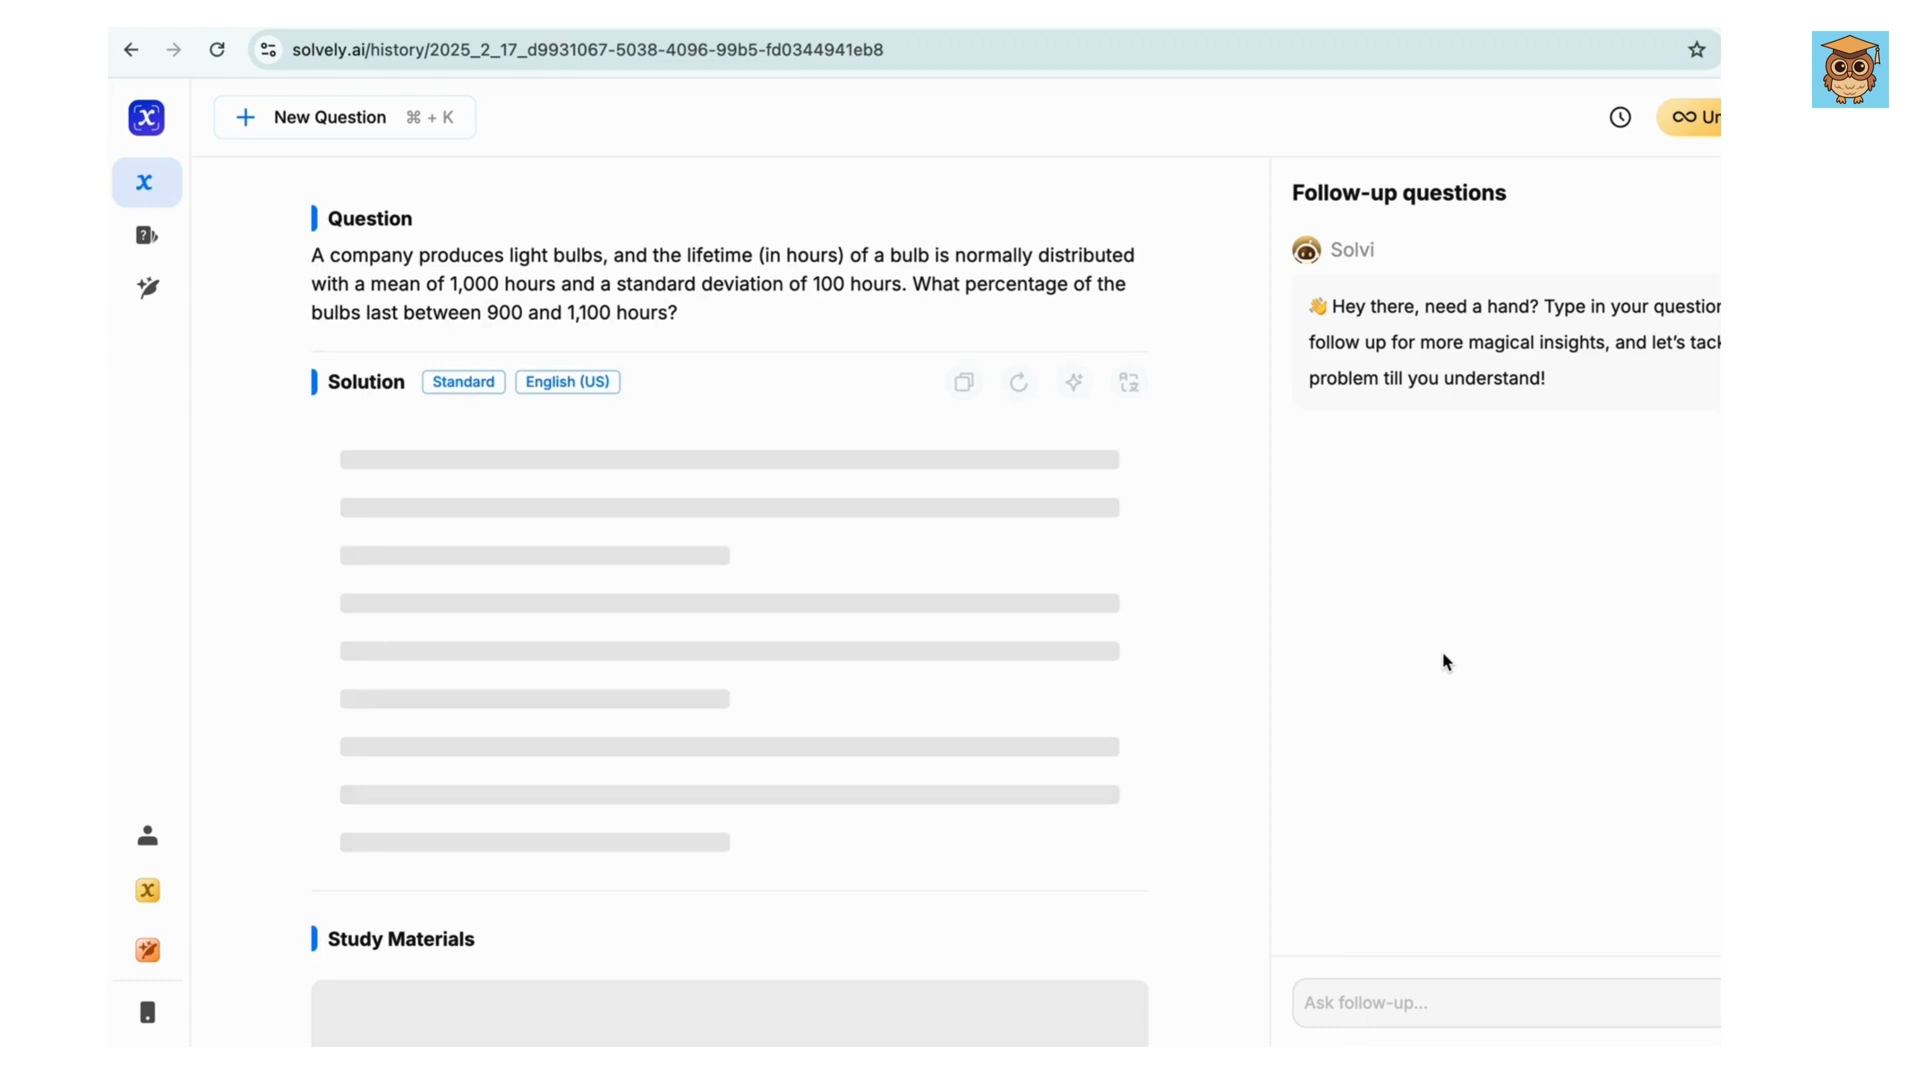 solvely.ai/history/2025_2_17_d9931067-5038-4096-99b5-fd0344941eb8
New Question ⌘ + K
∞ Un
Question
A company produces light bulbs, and the lifetime (in hours) of a bulb is normally distributed
with a mean of 1,000 hours and a standard deviation of 100 hours. What percentage of the
bulbs last between 900 and 1,100 hours?
Solution Standard English (US)
Study Materials
Follow-up questions
Solvi
👋 Hey there, need a hand? Type in your question
follow up for more magical insights, and let's tack
problem till you understand!
Ask follow-up...